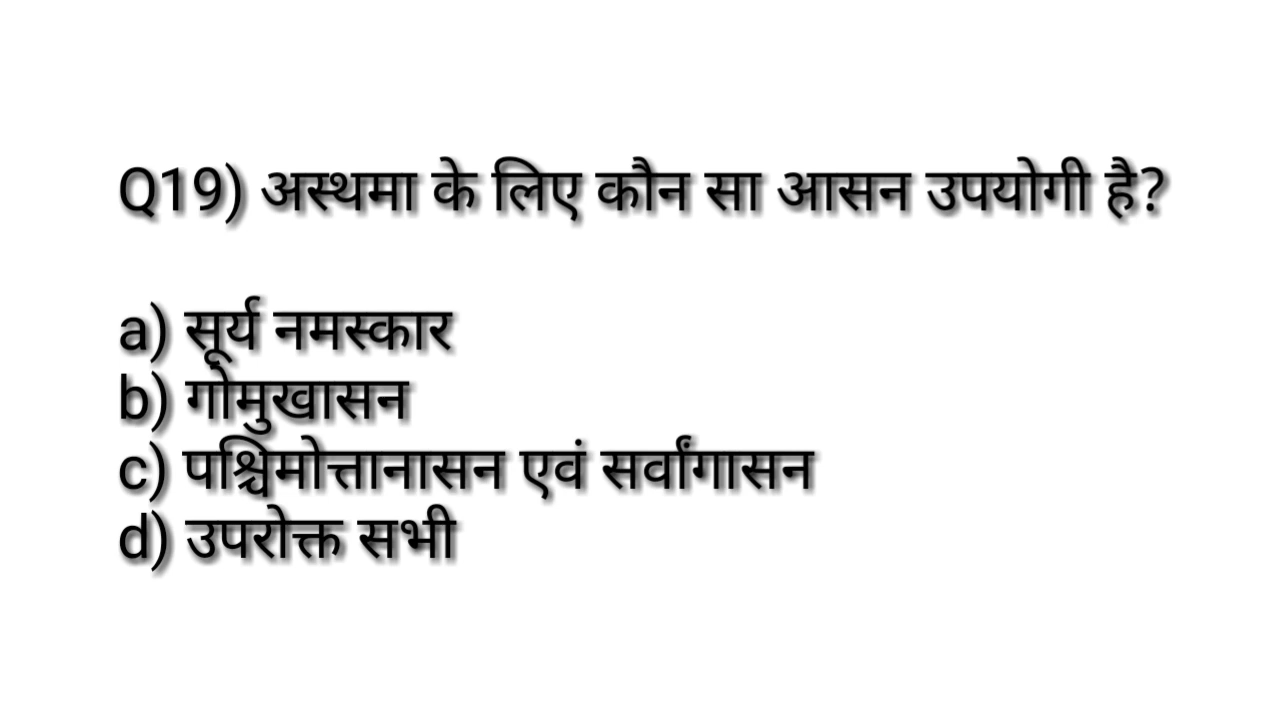 Q19) अस्थमा के लिए कौन सा आसन उपयोगी है?
a) सूर्य नमस्कार
b) गोमुखासन
c) पश्चिमोत्तानासन एवं सर्वांगासन
d) उपरोक्त सभी